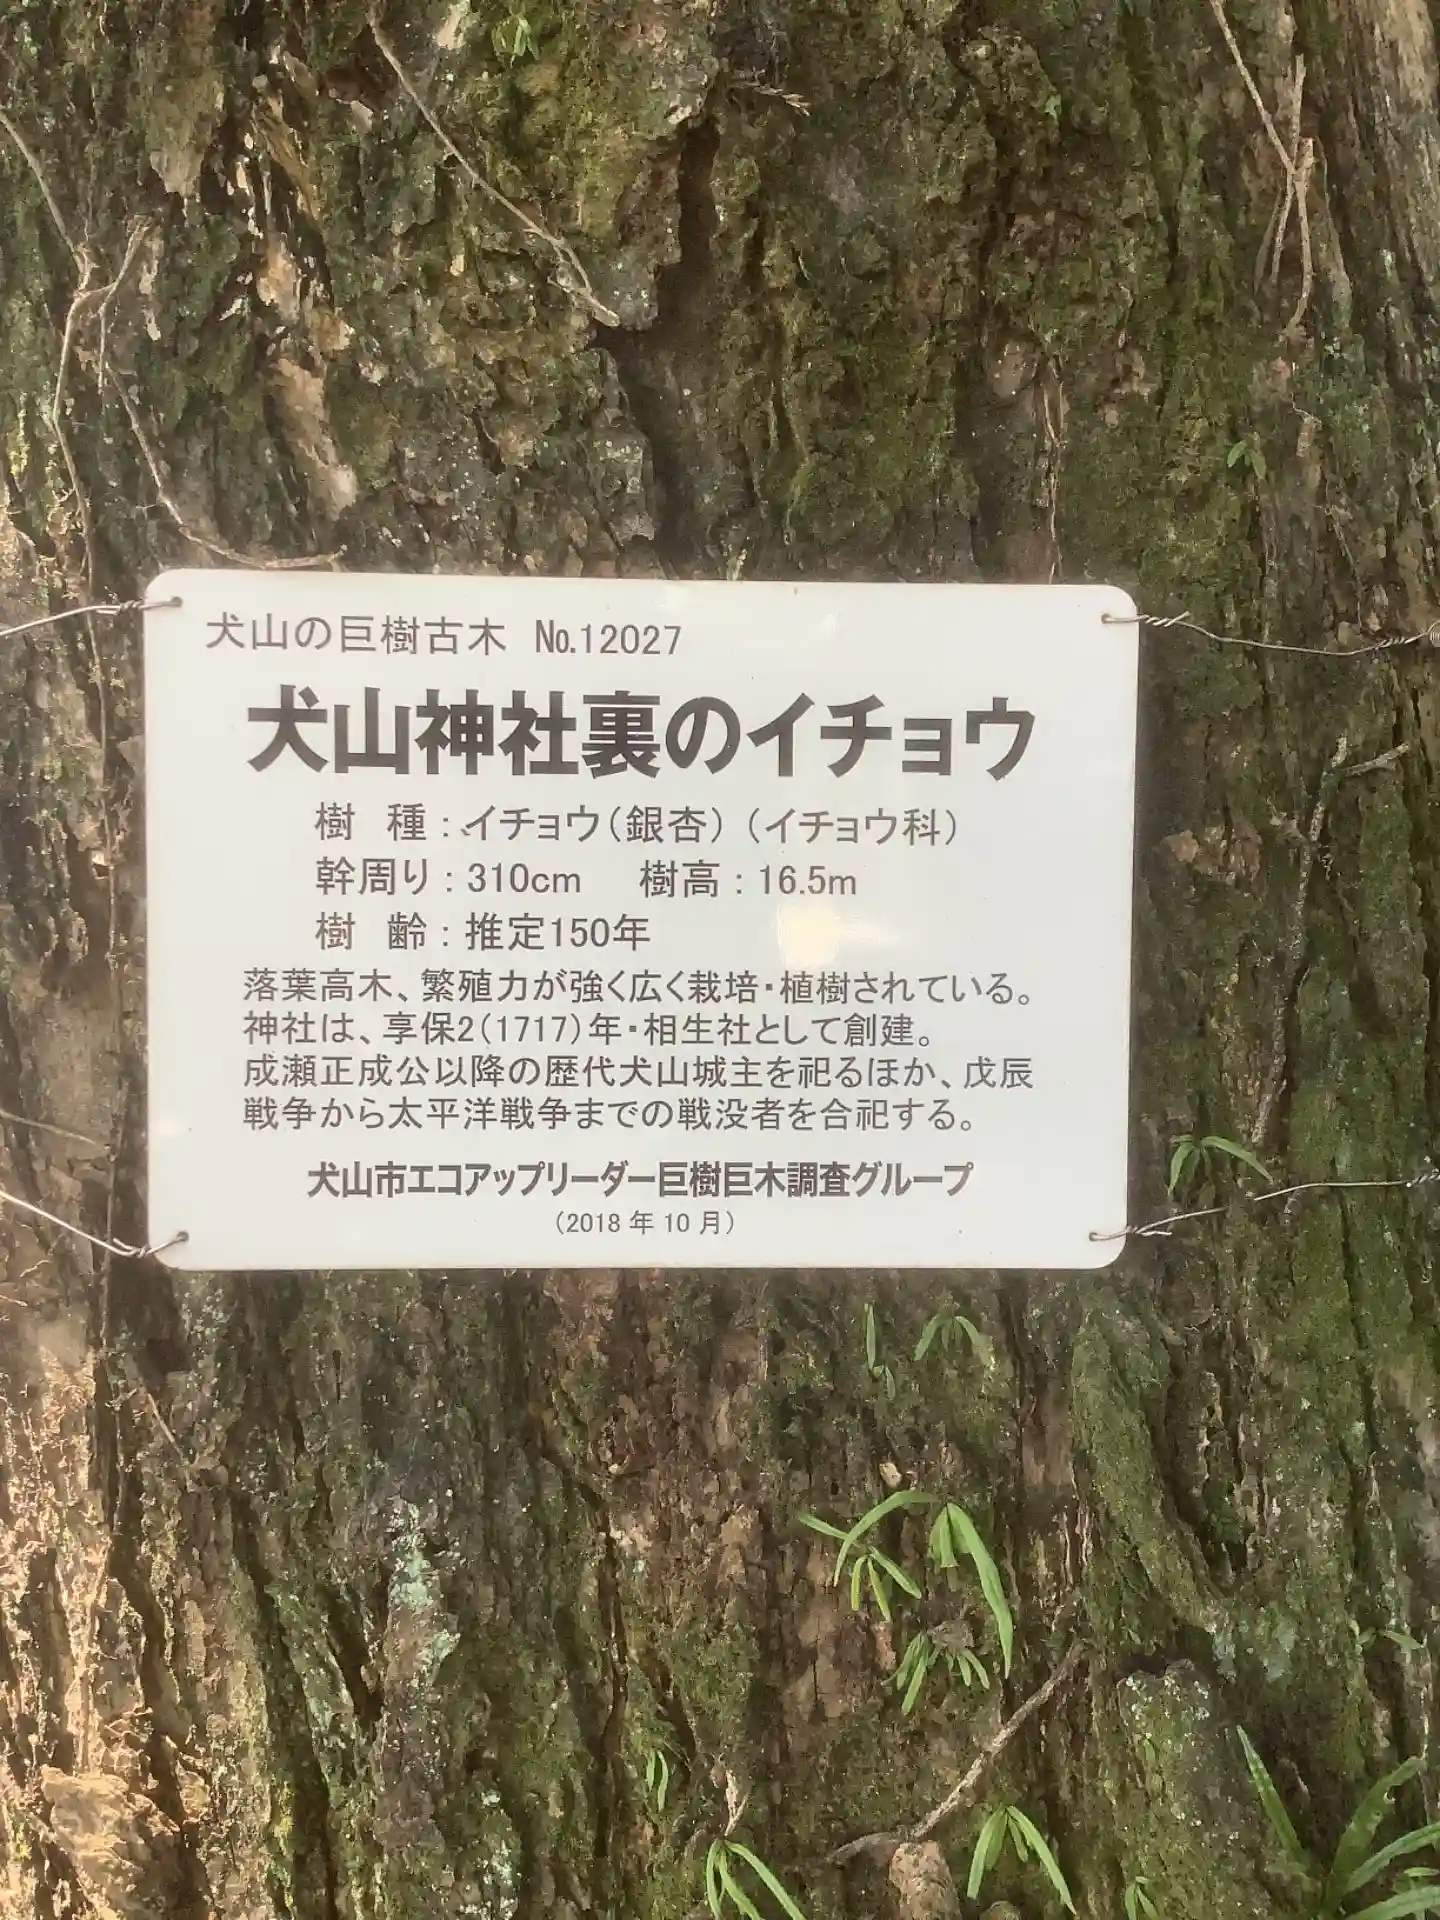 犬山の巨樹古木 №12027
犬山神社裏のイチョウ
樹 種:イチョウ(銀杏)(イチョウ科)
幹周り:310cm 樹高:16.5m
樹 齢:推定150年
落葉高木、繁殖力が強く広く栽培・植樹されている。
神社は、享保2(1717)年・相生社として創建。
成瀬正成公以降の歴代犬山城主を祀るほか、戊辰
戦争から太平洋戦争までの戦没者を合祀する。
犬山市エコアップリーダー巨樹巨木調査グループ
(2018 年 10 月)